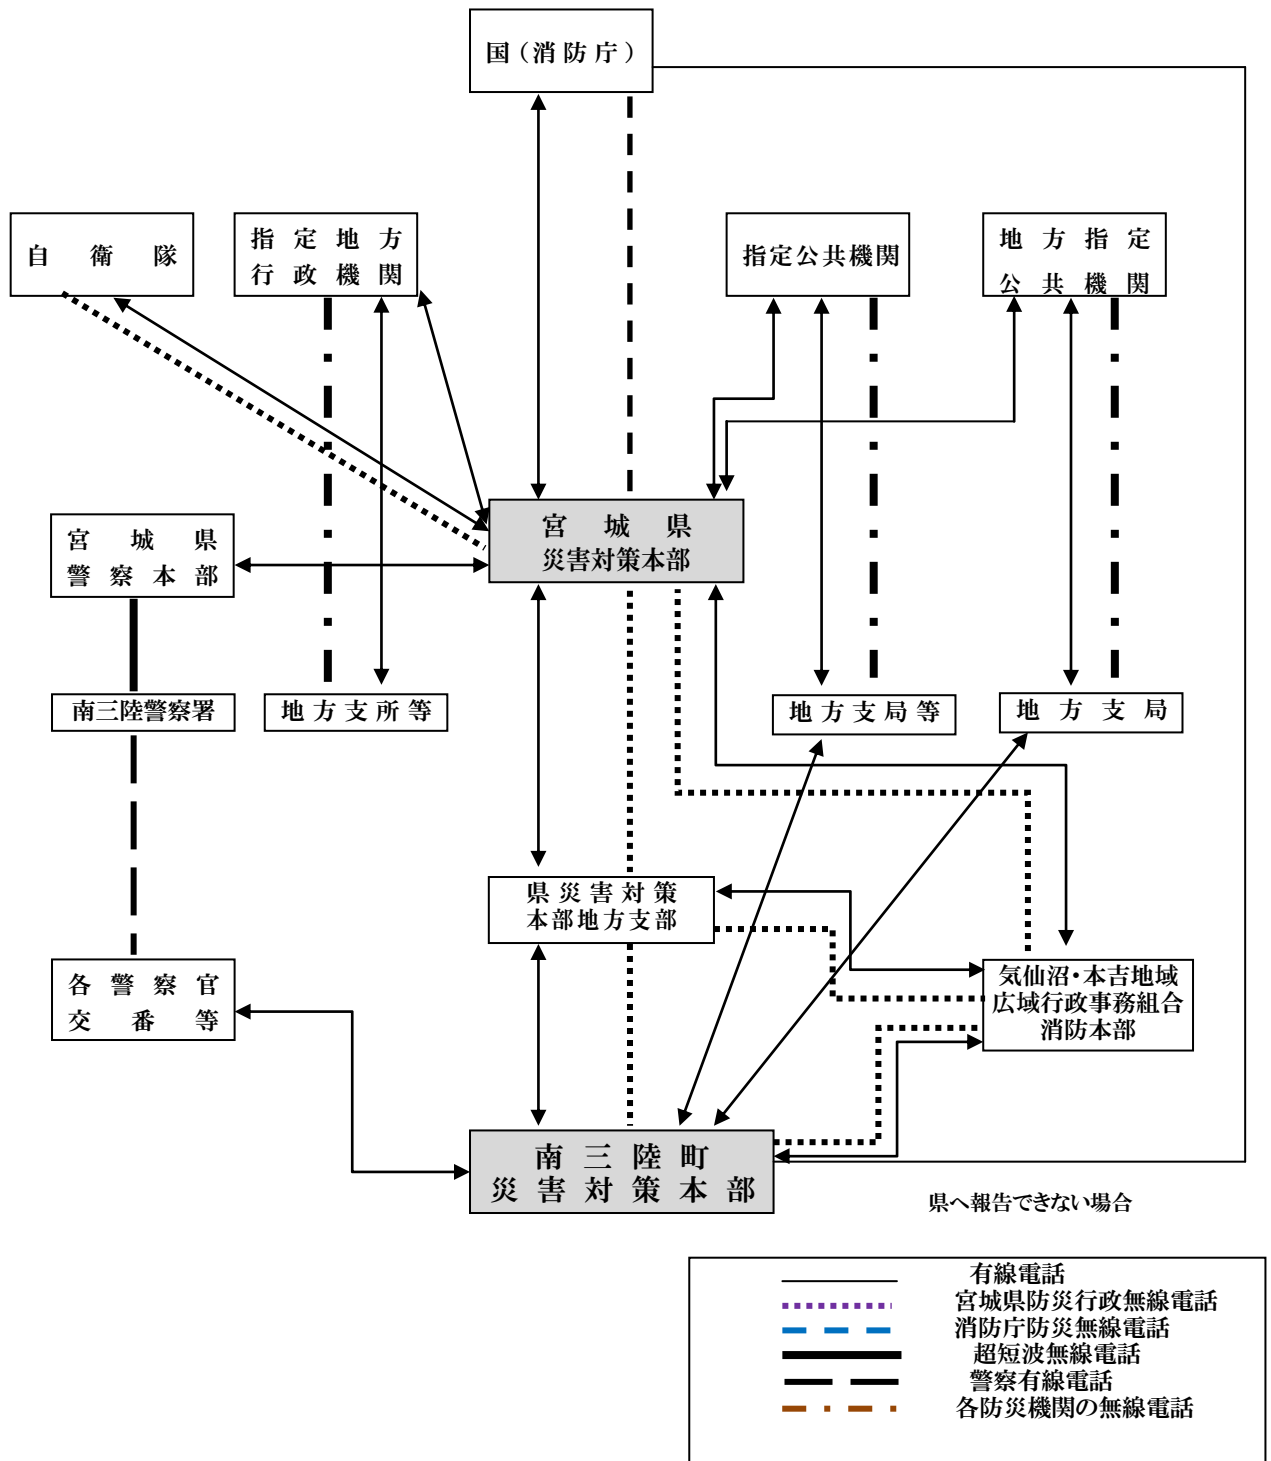 国（消防庁）
自衛隊
指定地方
行政機関
指定公共機関
地方指定
公共機関
宮城県
災害対策本部
宮城県
警察本部
南三陸警察署
地方支所等
地方支局等
地方支局
県災害対策
本部地方支部
各警察官
交番等
気仙沼・本吉地域
広域行政事務組合
消防本部
南三陸町
災害対策本部
県へ報告できない場合
有線電話
宮城県防災行政無線電話
消防庁防災無線電話
超短波無線電話
警察有線電話
各防災機関の無線電話